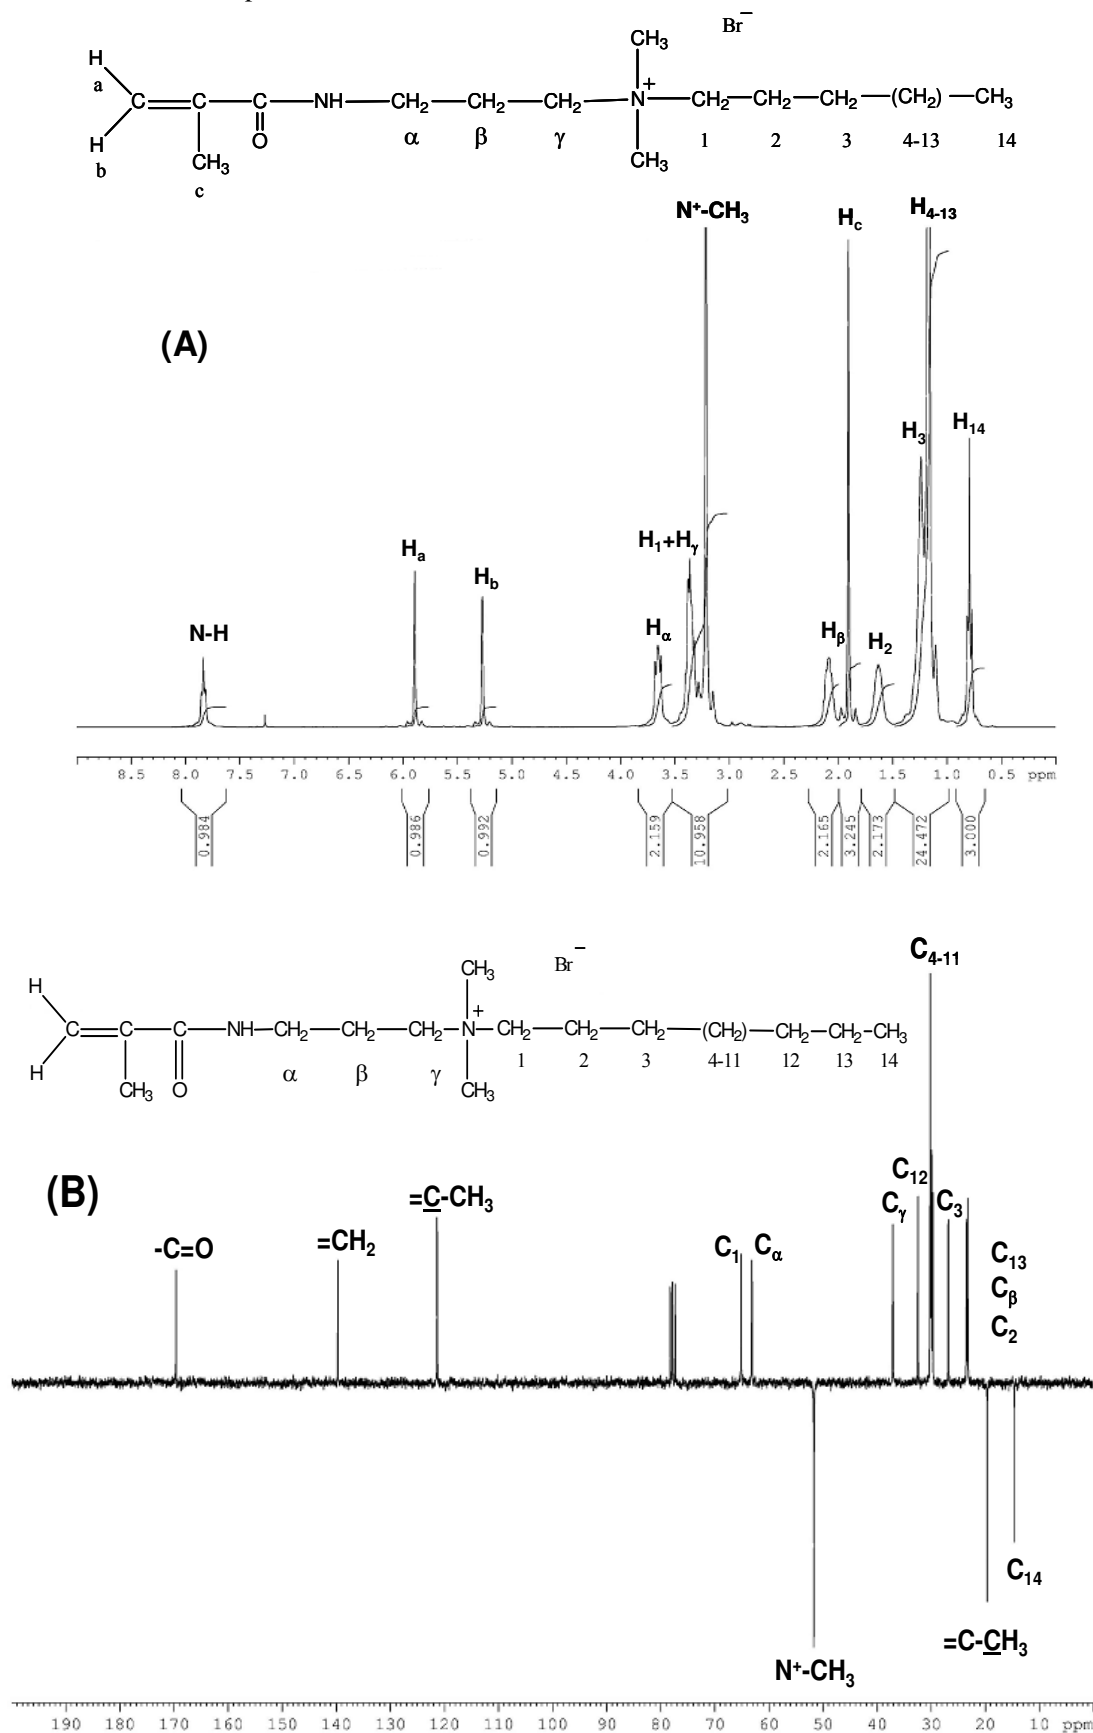 Br−
CH3
H
a
C C NH CH2 CH2 CH2 N+ CH2 CH2 CH2 (CH2) CH3
H
b
O
α β γ
CH3
CH3
1 2 3 4-13 14
c
N+-CH3
Hc
H4-13
(A)
H3
H14
H1+Hγ
Ha
Hb
N-H
Hα
Hβ
H2
8.5 8.0 7.5 7.0 6.5 6.0 5.5 5.0 4.5 4.0 3.5 3.0 2.5 2.0 1.5 1.0 0.5 ppm
0.984 0.986 0.992 2.159 10.958 2.165 3.245 2.173 24.472 3.000
C4-11
Br−
CH3
H
C C C NH CH2 CH2 CH2 N+ CH2 CH2 CH2 (CH2) CH2 CH2 CH3
H
1 2 3 4-11 12 13 14
CH3 O
α β γ
CH3
(B)
C12
=C-CH3
Cγ
C3
-C=O
=CH2
C1
Cα
C13
Cβ
C2
C14
=C-CH3
N+-CH3
190 180 170 160 150 140 130 120 110 100 90 80 70 60 50 40 30 20 10 ppm